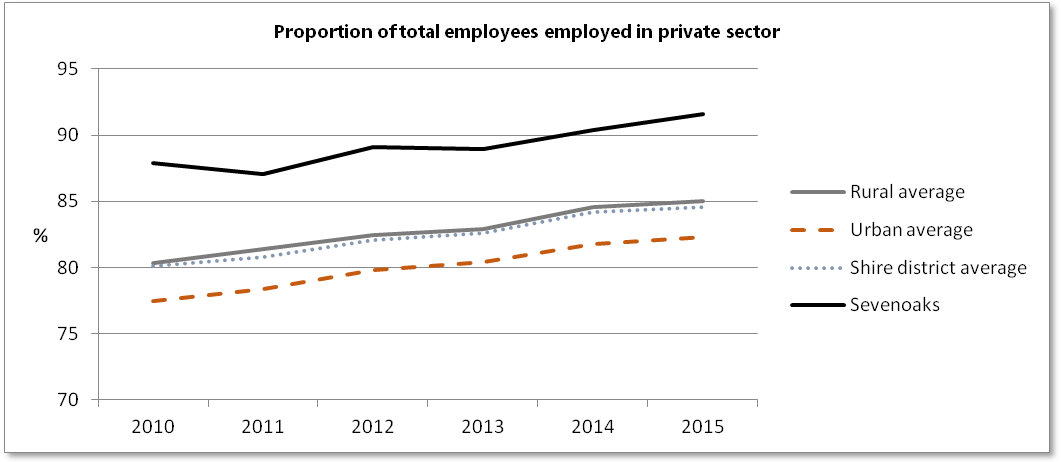 Proportion of total employees employed in private sector
95
90
85
80
75
70
%
2010 2011 2012 2013 2014 2015
Rural average
Urban average
Shire district average
Sevenoaks